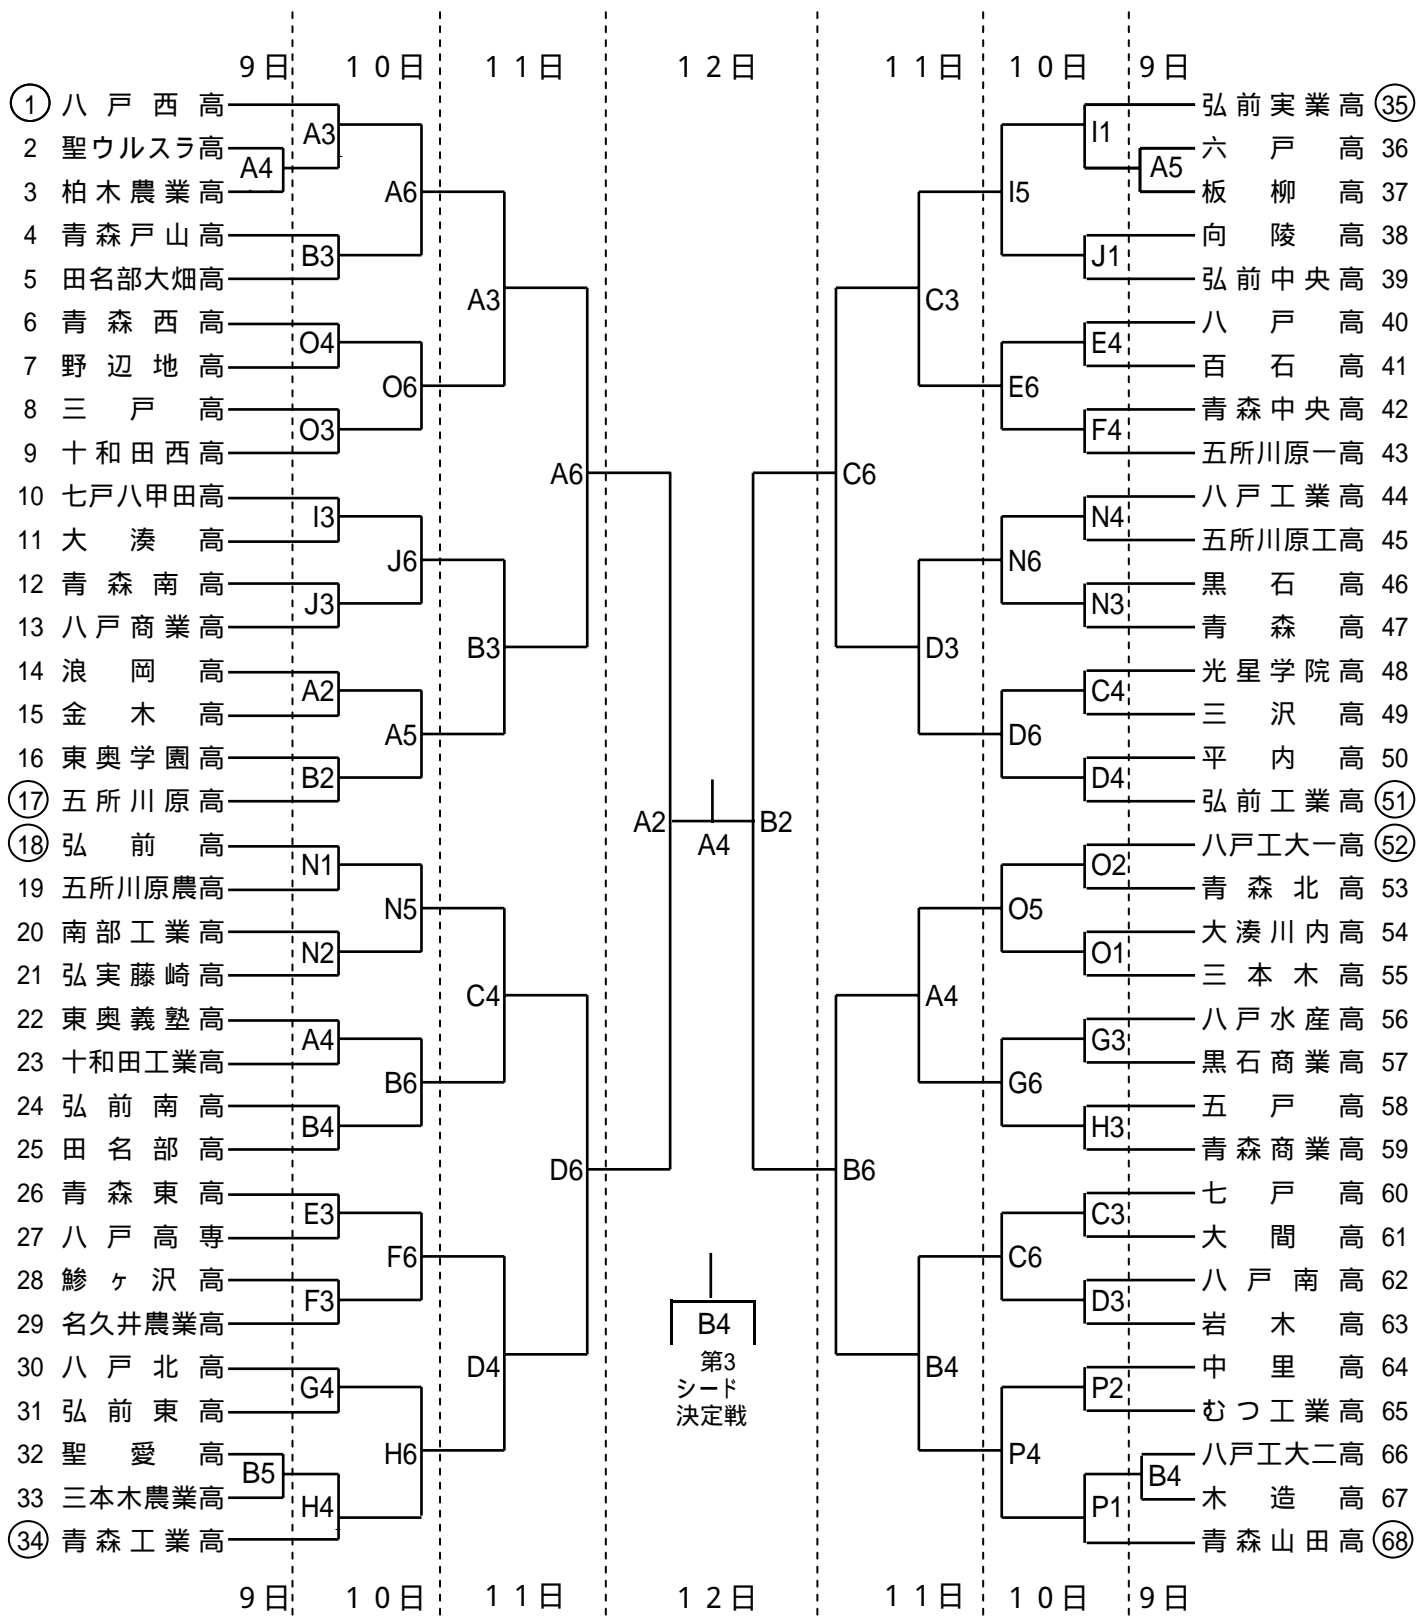 9日 10日 11日 12日 11日 10日 9日
1 八戸西高
2 聖ウルスラ高
3 柏木農業高
4 青森戸山高
5 田名部大畑高
6 青森西高
7 野辺地高
8 三戸高
9 十和田西高
10 七戸八甲田高
11 大湊高
12 青森南高
13 八戸商業高
14 浪岡高
15 金木高
16 東奥学園高
17 五所川原高
18 弘前高
19 五所川原農高
20 南部工業高
21 弘実藤崎高
22 東奥義塾高
23 十和田工業高
24 弘前南高
25 田名部高
26 青森東高
27 八戸高専
28 鯵ヶ沢高
29 名久井農業高
30 八戸北高
31 弘前東高
32 聖愛高
33 三本木農業高
34 青森工業高
A4
B5
A3
B3
O4
O3
I3
J3
A2
B2
N1
N2
A4
B4
E3
F3
G4
H4
A6
O6
J6
A5
N5
B6
F6
H6
A3
B3
C4
D4
A6
D6
A2
A4
B2
B4
第3
シード
決定戦
C6
B6
C3
D3
A4
B4
I5
E6
N6
D6
O5
G6
C6
P4
I1
J1
E4
F4
N4
N3
C4
D4
O2
O1
G3
H3
C3
D3
P2
P1
A5
B4
弘前実業高 35
六戸高 36
板柳高 37
向陵高 38
弘前中央高 39
八戸高 40
百石高 41
青森中央高 42
五所川原一高 43
八戸工業高 44
五所川原工高 45
黒石高 46
青森高 47
光星学院高 48
三沢高 49
平内高 50
弘前工業高 51
八戸工大一高 52
青森北高 53
大湊川内高 54
三本木高 55
八戸水産高 56
黒石商業高 57
五戸高 58
青森商業高 59
七戸高 60
大間高 61
八戸南高 62
岩木高 63
中里高 64
むつ工業高 65
八戸工大二高 66
木造高 67
青森山田高 68
9日 10日 11日 12日 11日 10日 9日